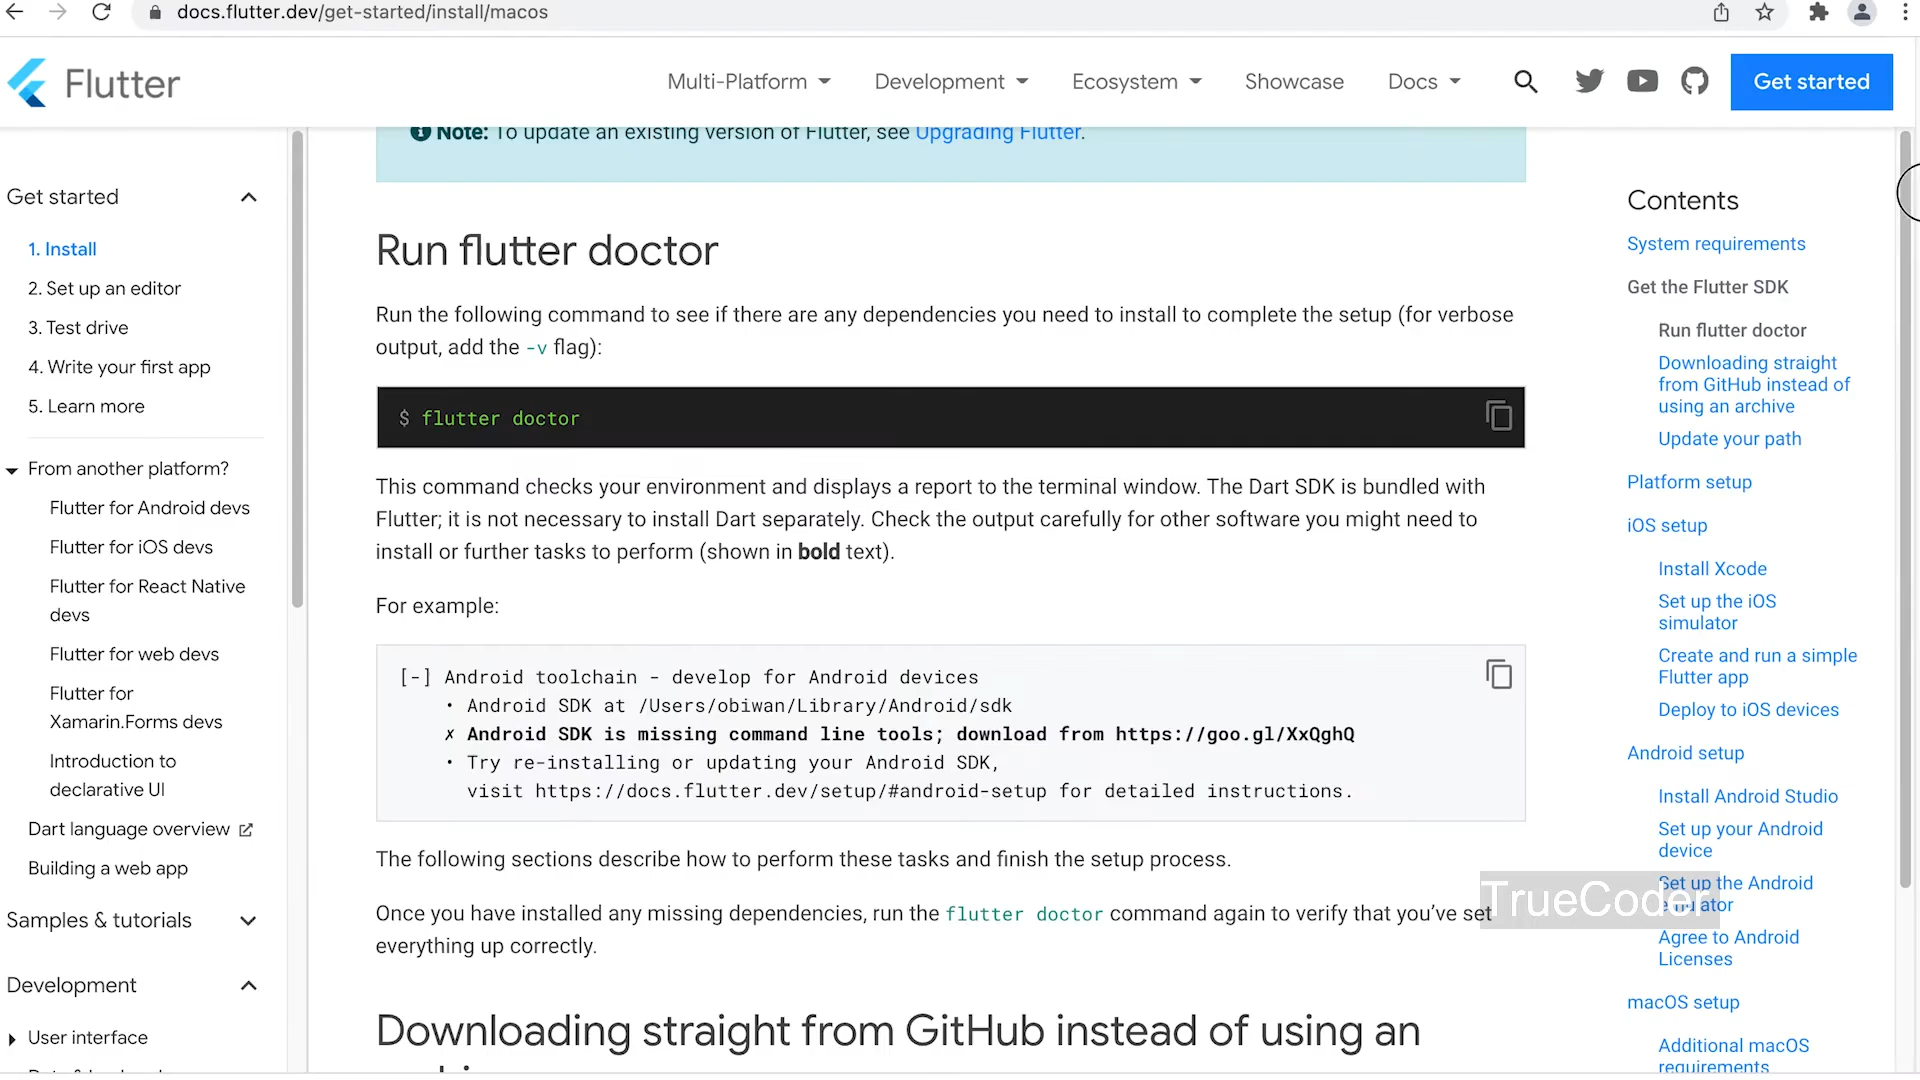 docs.flutter.dev/get-started/install/macos
Flutter
Multi-Platform
Development
Ecosystem
Showcase
Docs
Get started
Get started
1. Install
2. Set up an editor
3. Test drive
4. Write your first app
5. Learn more
From another platform?
Flutter for Android devs
Flutter for iOS devs
Flutter for React Native
devs
Flutter for web devs
Flutter for
Xamarin.Forms devs
Introduction to
declarative UI
Dart language overview
Building a web app
Samples & tutorials
Development
User interface
Note: To update an existing version of Flutter, see Upgrading Flutter.
Run flutter doctor
Run the following command to see if there are any dependencies you need to install to complete the setup (for verbose
output, add the -v flag):
$ flutter doctor
This command checks your environment and displays a report to the terminal window. The Dart SDK is bundled with
Flutter; it is not necessary to install Dart separately. Check the output carefully for other software you might need to
install or further tasks to perform (shown in bold text).
For example:
[-] Android toolchain - develop for Android devices
• Android SDK at /Users/obiwan/Library/Android/sdk
✗ Android SDK is missing command line tools; download from https://goo.gl/XxQghQ
• Try re-installing or updating your Android SDK,
visit https://docs.flutter.dev/setup/#android-setup for detailed instructions.
The following sections describe how to perform these tasks and finish the setup process.
Once you have installed any missing dependencies, run the flutter doctor command again to verify that you’ve set
everything up correctly.
Downloading straight from GitHub instead of using an
Contents
System requirements
Get the Flutter SDK
Run flutter doctor
Downloading straight
from GitHub instead of
using an archive
Update your path
Platform setup
iOS setup
Install Xcode
Set up the iOS
simulator
Create and run a simple
Flutter app
Deploy to iOS devices
Android setup
Install Android Studio
Set up your Android
device
Set up the Android
emulator
TrueCoder
Agree to Android
Licenses
macOS setup
Additional macOS
requirements